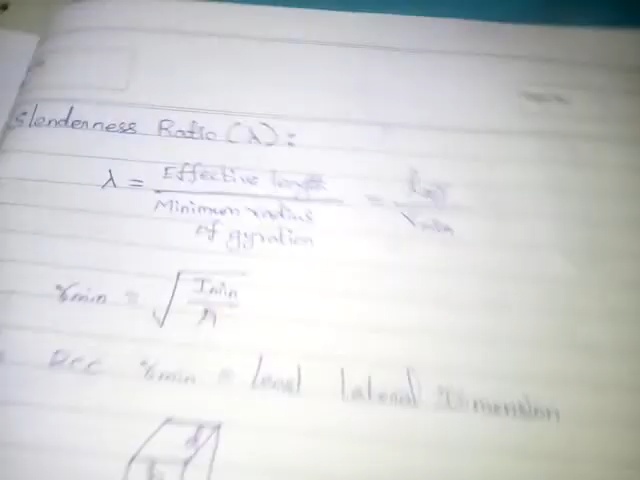 Slenderness Ratio (λ):
λ = Effective length / Minimum radius of gyration = leff / rmin
rmin = √ Imin / A
RCC rmin = Least Lateral Dimension
b